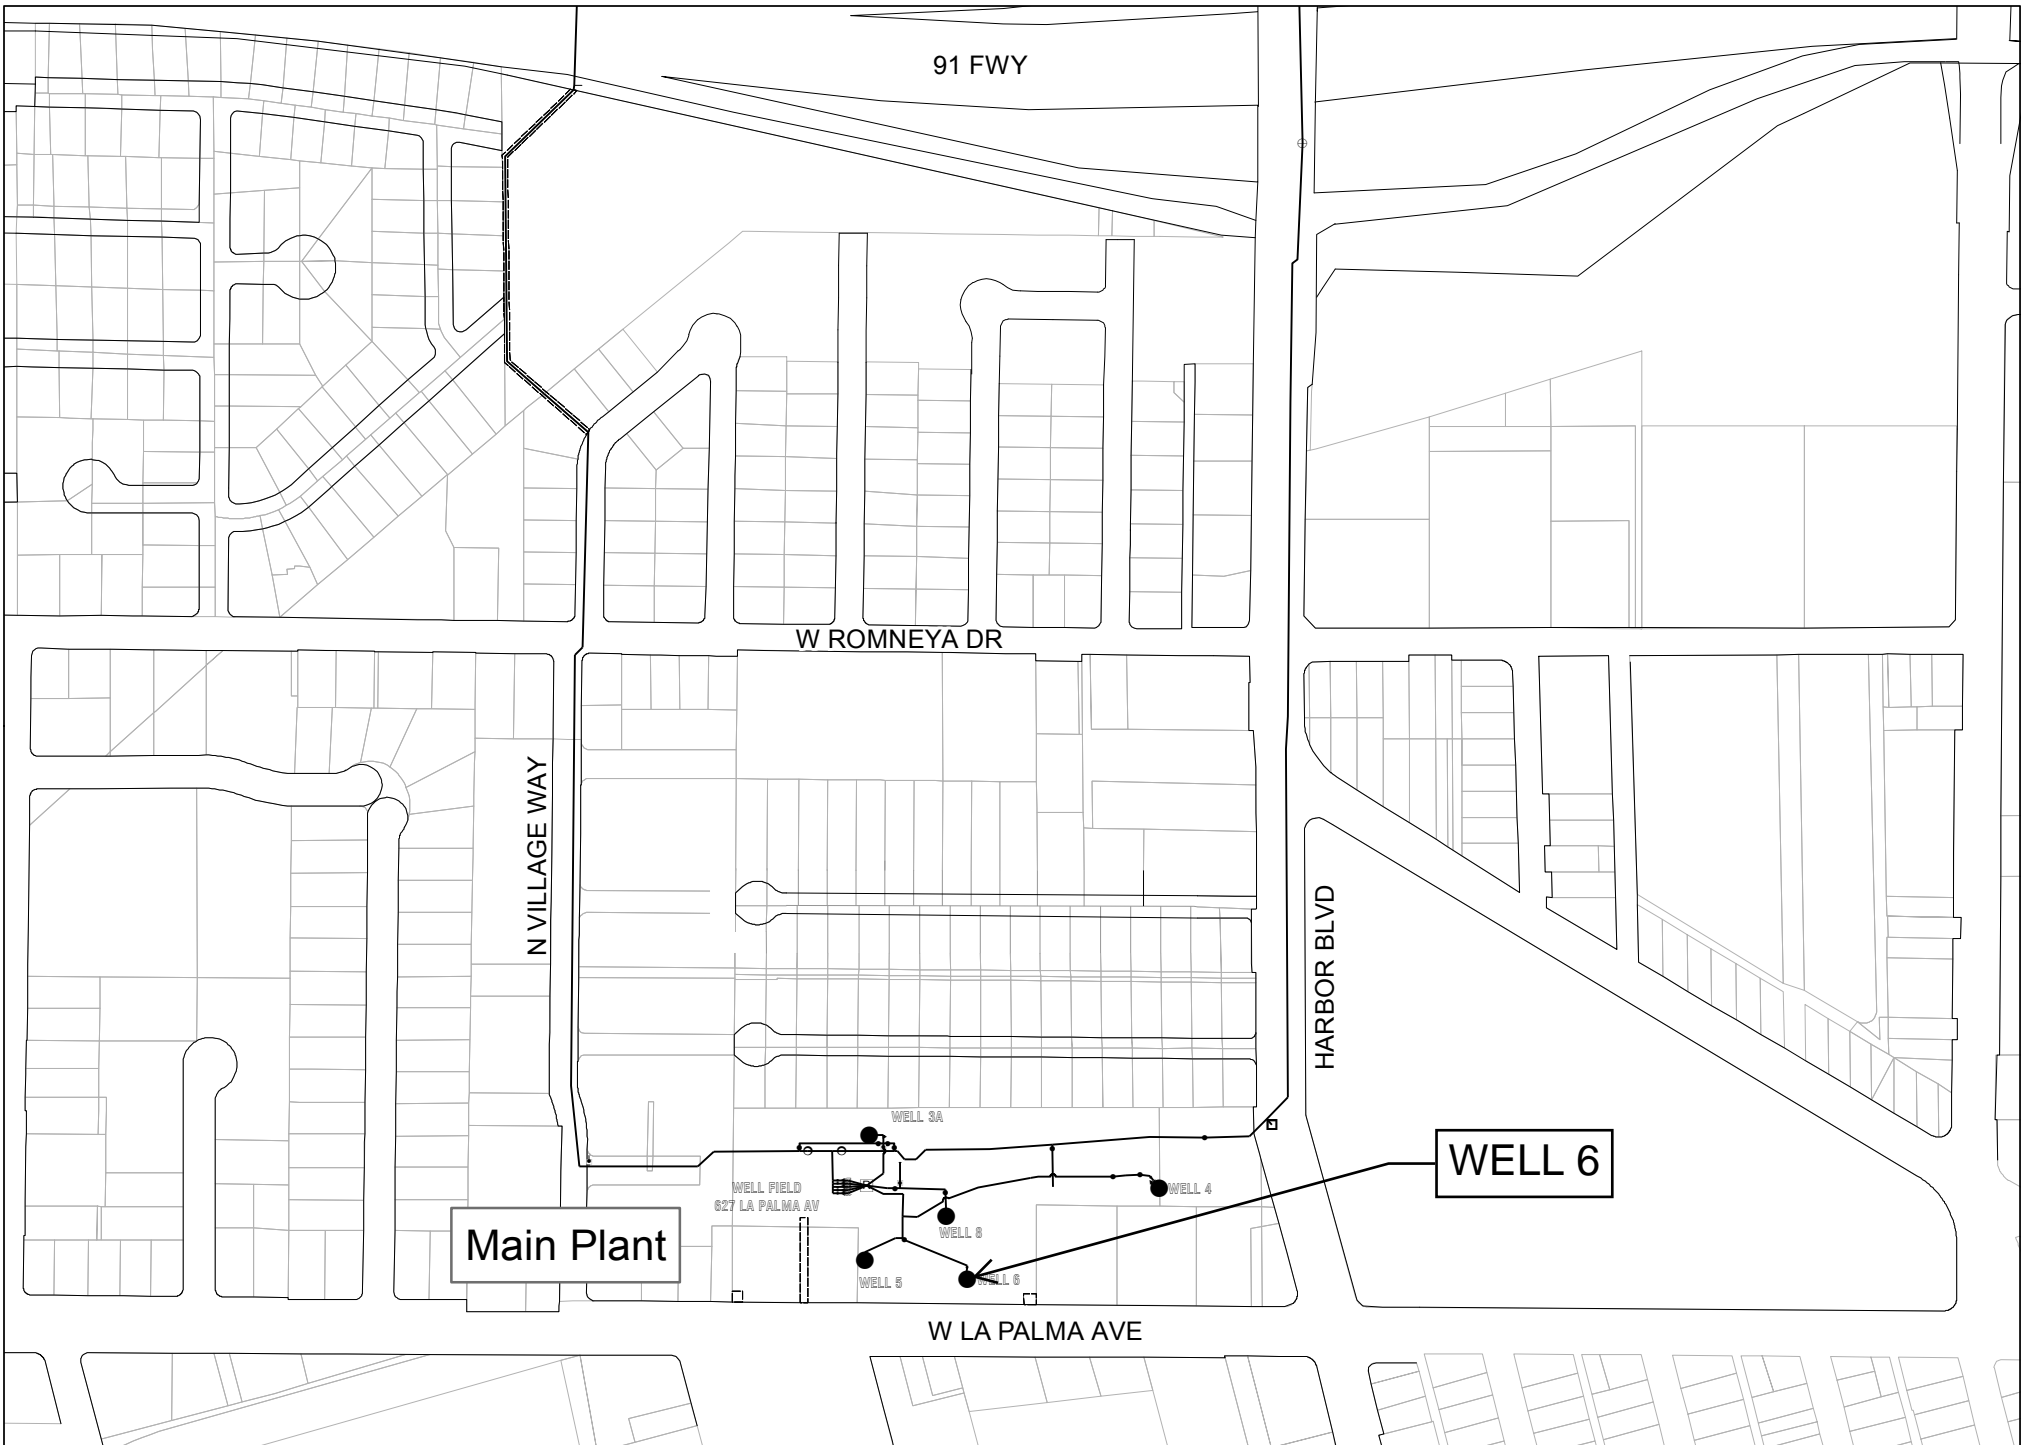 91 FWY
W ROMNEYA DR
N VILLAGE WAY
HARBOR BLVD
WELL 3A
WELL 6
WELL FIELD
627 LA PALMA AV
WELL 4
Main Plant
WELL 8
WELL 5
WELL 6
W LA PALMA AVE